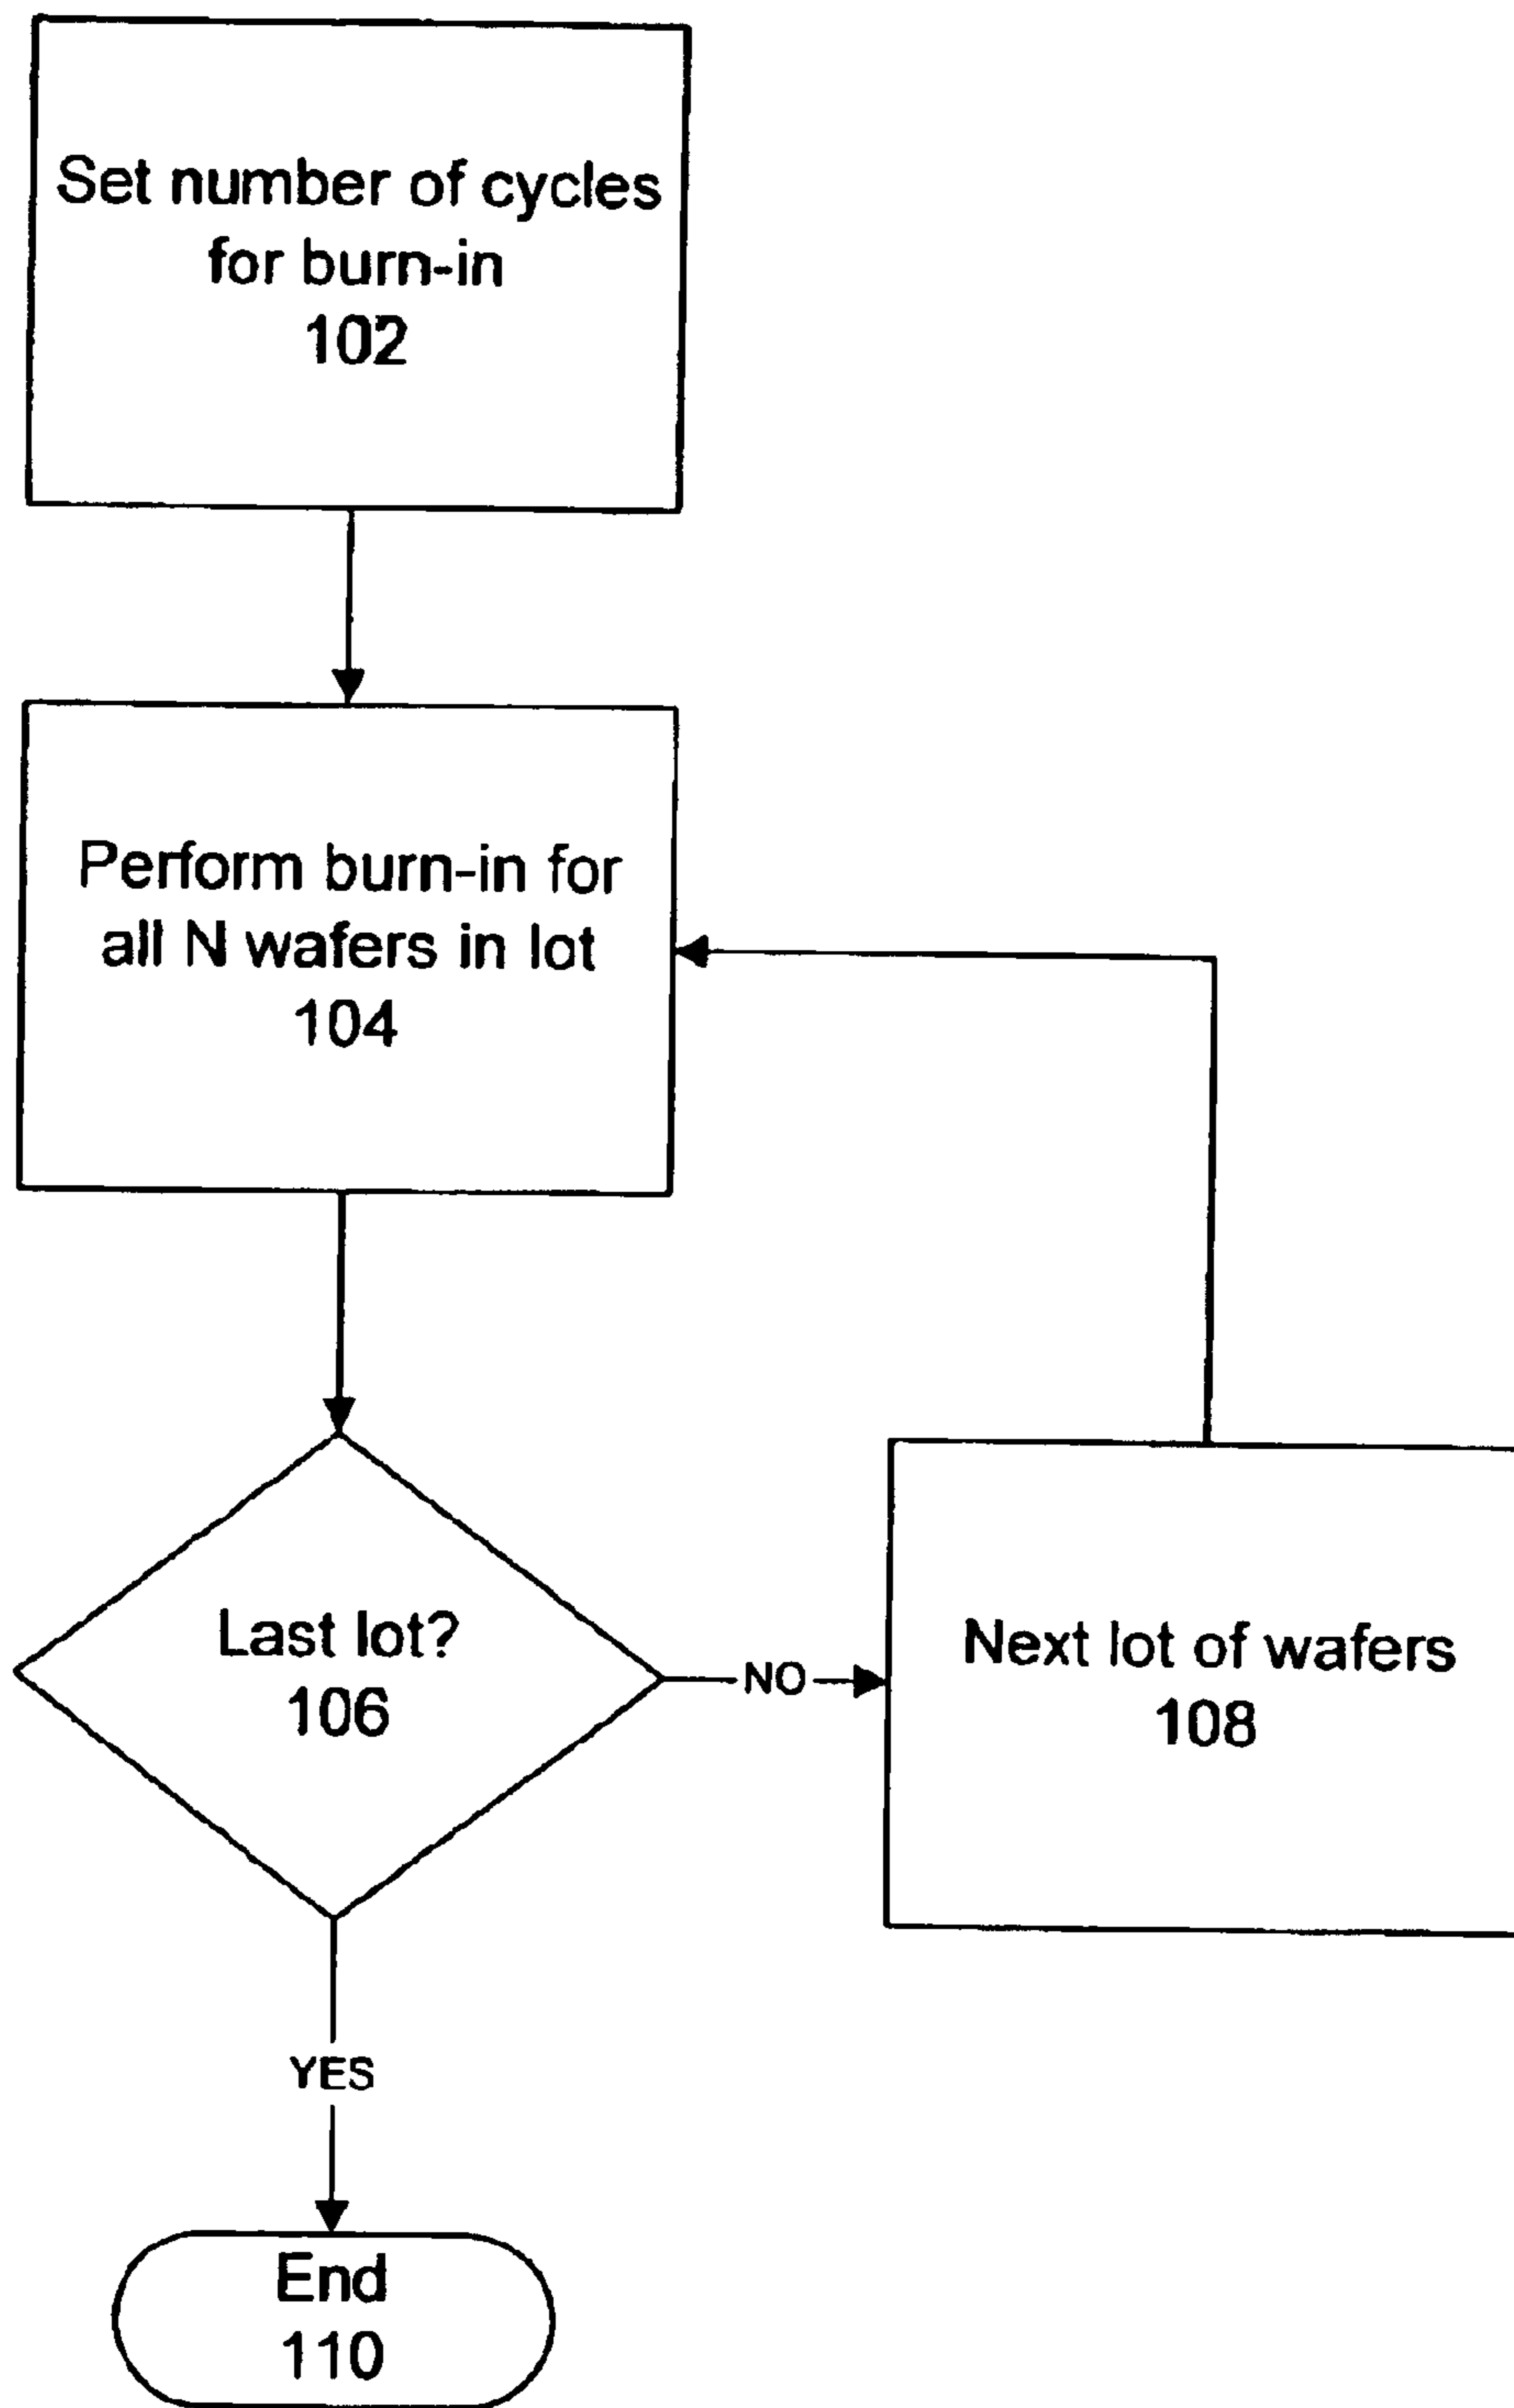 Set number of cycles
for burn-in
102
Perform burn-in for
all N wafers in lot
104
Last lot?
106
NO
Next lot of wafers
108
YES
End
110